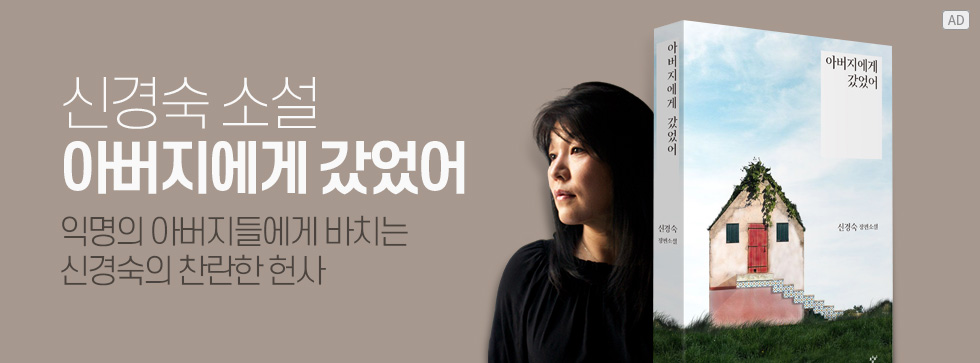 AD
신경숙 소설
아버지에게 갔었어
익명의 아버지들에게 바치는
신경숙의 찬란한 헌사
아버지에게 갔었어
신경숙
장편소설
아버지에게
갔었어
신경숙 장편소설